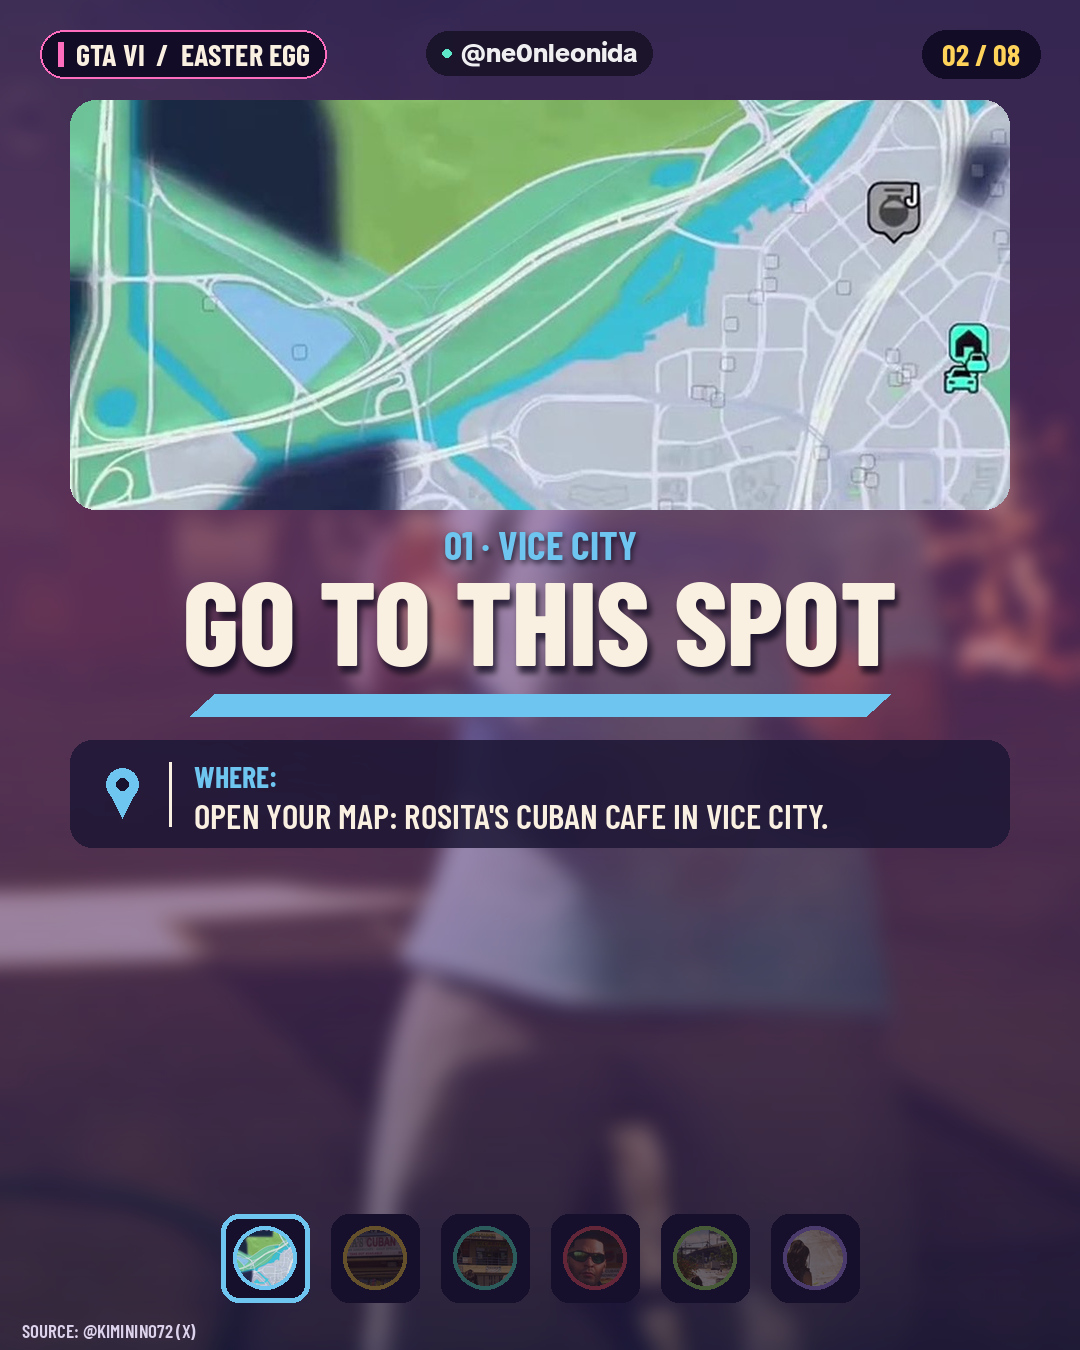 GTA VI / EASTER EGG
@ne0nleonida
02 / 08
01 · VICE CITY
GO TO THIS SPOT
WHERE:
OPEN YOUR MAP: ROSITA'S CUBAN CAFE IN VICE CITY.
CUBAN
SOURCE: @KIMININO72 (X)